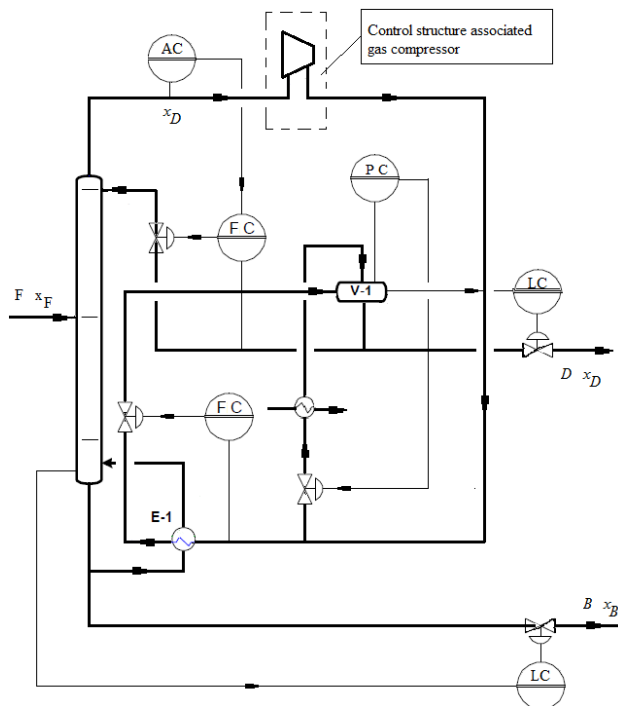 Control structure associated
gas compressor
AC
x_D
P C
F C
F x_F
V-1
LC
D x_D
F C
E-1
B x_B
LC